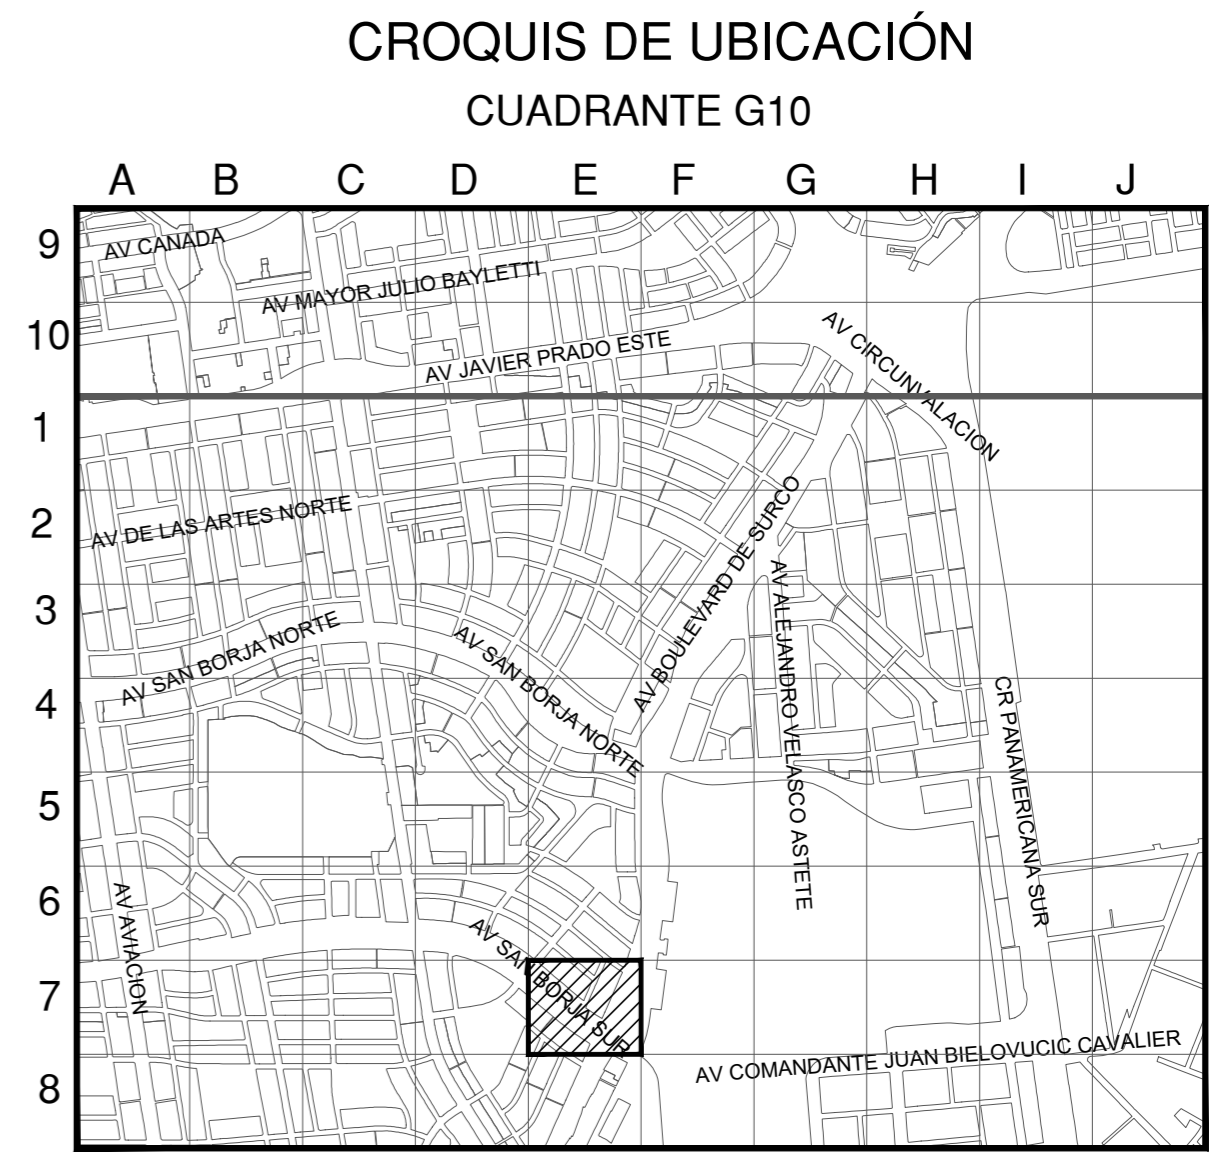 CROQUIS DE UBICACIÓN
CUADRANTE G10
A B C D E F G H I J
9
AV CANADA
AV MAYOR JULIO BAYLETTI
10
AV JAVIER PRADO ESTE
AV CIRCUNVALACION
1
2
AV DE LAS ARTES NORTE
AV BOULEVARD DE SURCO
3
AV SAN BORJA NORTE
AV SAN BORJA NORTE
AV ALEJANDRO VELASCO ASTETE
4
CR PANAMERICANA SUR
5
6
AV AVIACION
AV SAN BORJA SUR
7
AV COMANDANTE JUAN BIELOVUCIC CAVALIER
8